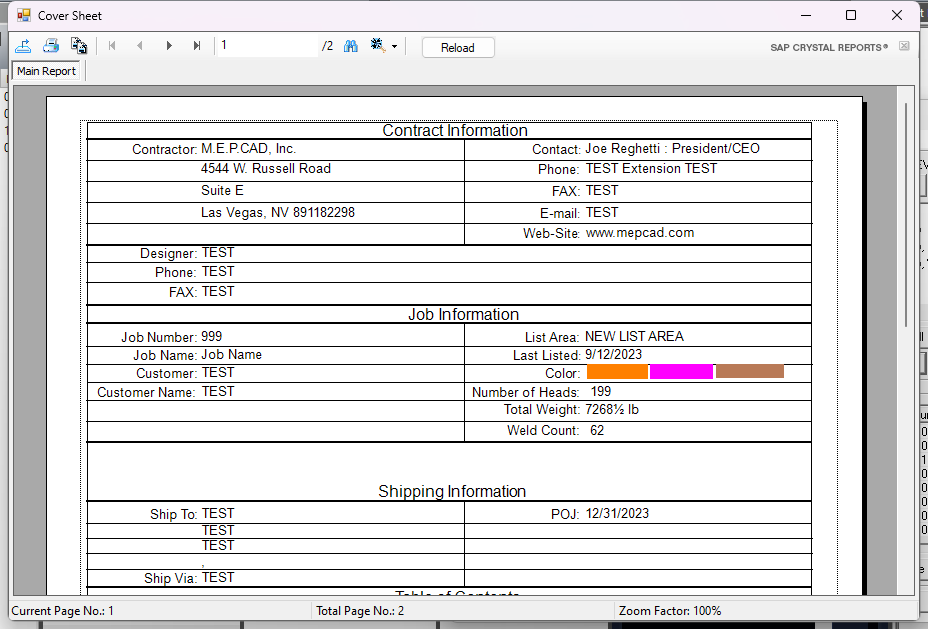 Cover Sheet
1 /2 Reload SAP CRYSTAL REPORTS®
Main Report
Contract Information
Contractor: M.E.P.CAD, Inc. Contact: Joe Reghetti : President/CEO
4544 W. Russell Road Phone: TEST Extension TEST
Suite E FAX: TEST
Las Vegas, NV 891182298 E-mail: TEST
Web-Site: www.mepcad.com
Designer: TEST
Phone: TEST
FAX: TEST
Job Information
Job Number: 999 List Area: NEW LIST AREA
Job Name: Job Name Last Listed: 9/12/2023
Customer: TEST Color:
Customer Name: TEST Number of Heads: 199
Total Weight: 7268½ lb
Weld Count: 62
Shipping Information
Ship To: TEST POJ: 12/31/2023
TEST
TEST
,
Ship Via: TEST
Table of Contents
Current Page No.: 1 Total Page No.: 2 Zoom Factor: 100%